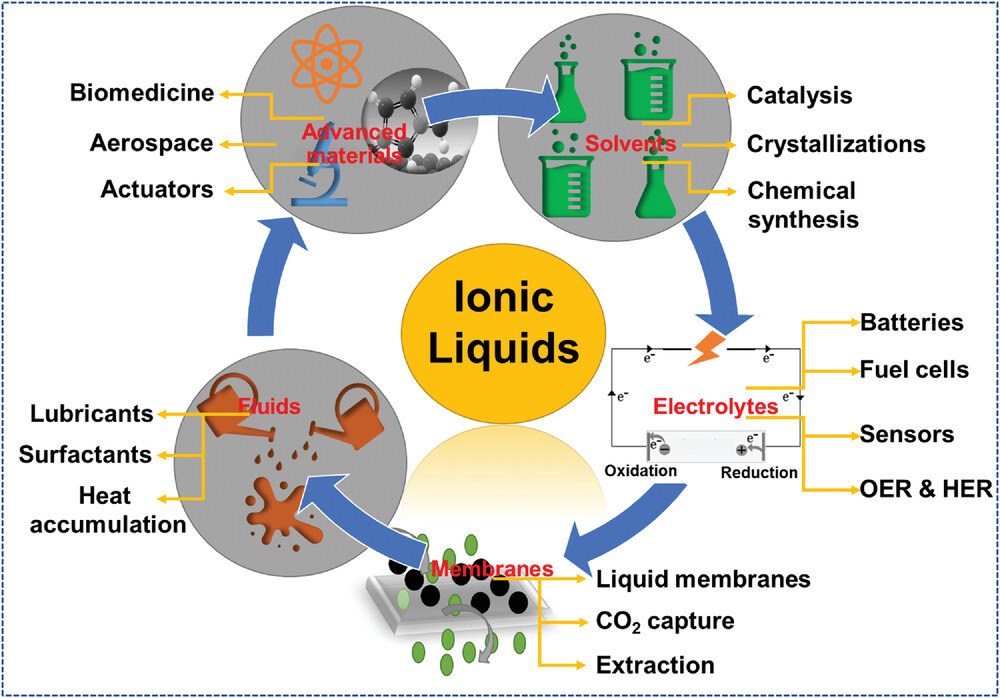 Biomedicine
Aerospace
Actuators
Advanced
materials
Solvents
Catalysis
Crystallizations
Chemical
synthesis
Ionic
Liquids
Batteries
Fuel cells
Sensors
OER & HER
e-
e-
e-
e-
Electrolytes
e-
e-
Oxidation
Reduction
Fluids
Lubricants
Surfactants
Heat
accumulation
Membranes
Liquid membranes
CO₂ capture
Extraction